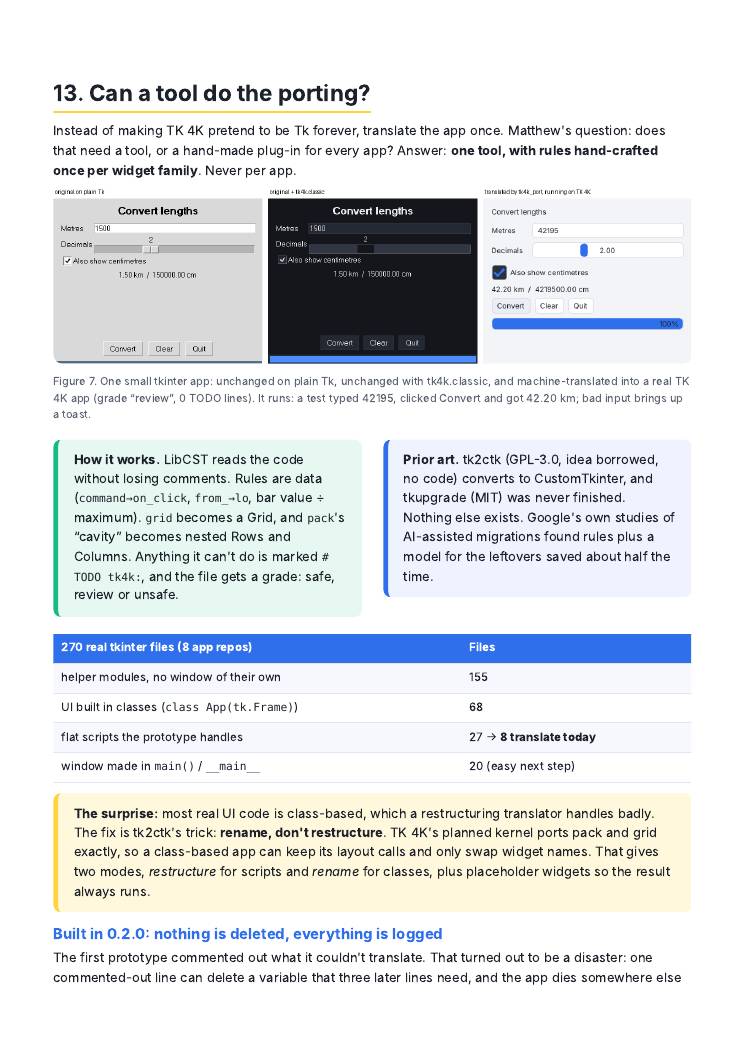 13. Can a tool do the porting?
Instead of making TK 4K pretend to be Tk forever, translate the app once. Matthew's question: does
that need a tool, or a hand-made plug-in for every app? Answer: one tool, with rules hand-crafted
once per widget family. Never per app.
original on plain Tk
Convert lengths
Metres 1500
2
Decimals
Also show centimetres
1.50 km / 150000.00 cm
Convert Clear Quit
original + tk4k.classic
Convert lengths
Metres 1500
2
Decimals
Also show centimetres
1.50 km / 150000.00 cm
Convert Clear Quit
translated by tk4k_port, running on TK 4K
Convert lengths
Metres 42195
Decimals 2.00
Also show centimetres
42.20 km / 4219500.00 cm
Convert Clear Quit
100%
Figure 7. One small tkinter app: unchanged on plain Tk, unchanged with tk4k.classic, and machine-translated into a real TK
4K app (grade “review”, 0 TODO lines). It runs: a test typed 42195, clicked Convert and got 42.20 km; bad input brings up
a toast.
How it works. LibCST reads the code
without losing comments. Rules are data
(command→on_click, from_→lo, bar value ÷
maximum). grid becomes a Grid, and pack's
“cavity” becomes nested Rows and
Columns. Anything it can't do is marked #
TODO tk4k:, and the file gets a grade: safe,
review or unsafe.
Prior art. tk2ctk (GPL-3.0, idea borrowed,
no code) converts to CustomTkinter, and
tkupgrade (MIT) was never finished.
Nothing else exists. Google's own studies of
AI-assisted migrations found rules plus a
model for the leftovers saved about half the
time.
270 real tkinter files (8 app repos) Files
helper modules, no window of their own 155
UI built in classes (class App(tk.Frame)) 68
flat scripts the prototype handles 27 → 8 translate today
window made in main() / __main__ 20 (easy next step)
The surprise: most real UI code is class-based, which a restructuring translator handles badly.
The fix is tk2ctk's trick: rename, don't restructure. TK 4K's planned kernel ports pack and grid
exactly, so a class-based app can keep its layout calls and only swap widget names. That gives
two modes, restructure for scripts and rename for classes, plus placeholder widgets so the result
always runs.
Built in 0.2.0: nothing is deleted, everything is logged
The first prototype commented out what it couldn't translate. That turned out to be a disaster: one
commented-out line can delete a variable that three later lines need, and the app dies somewhere else